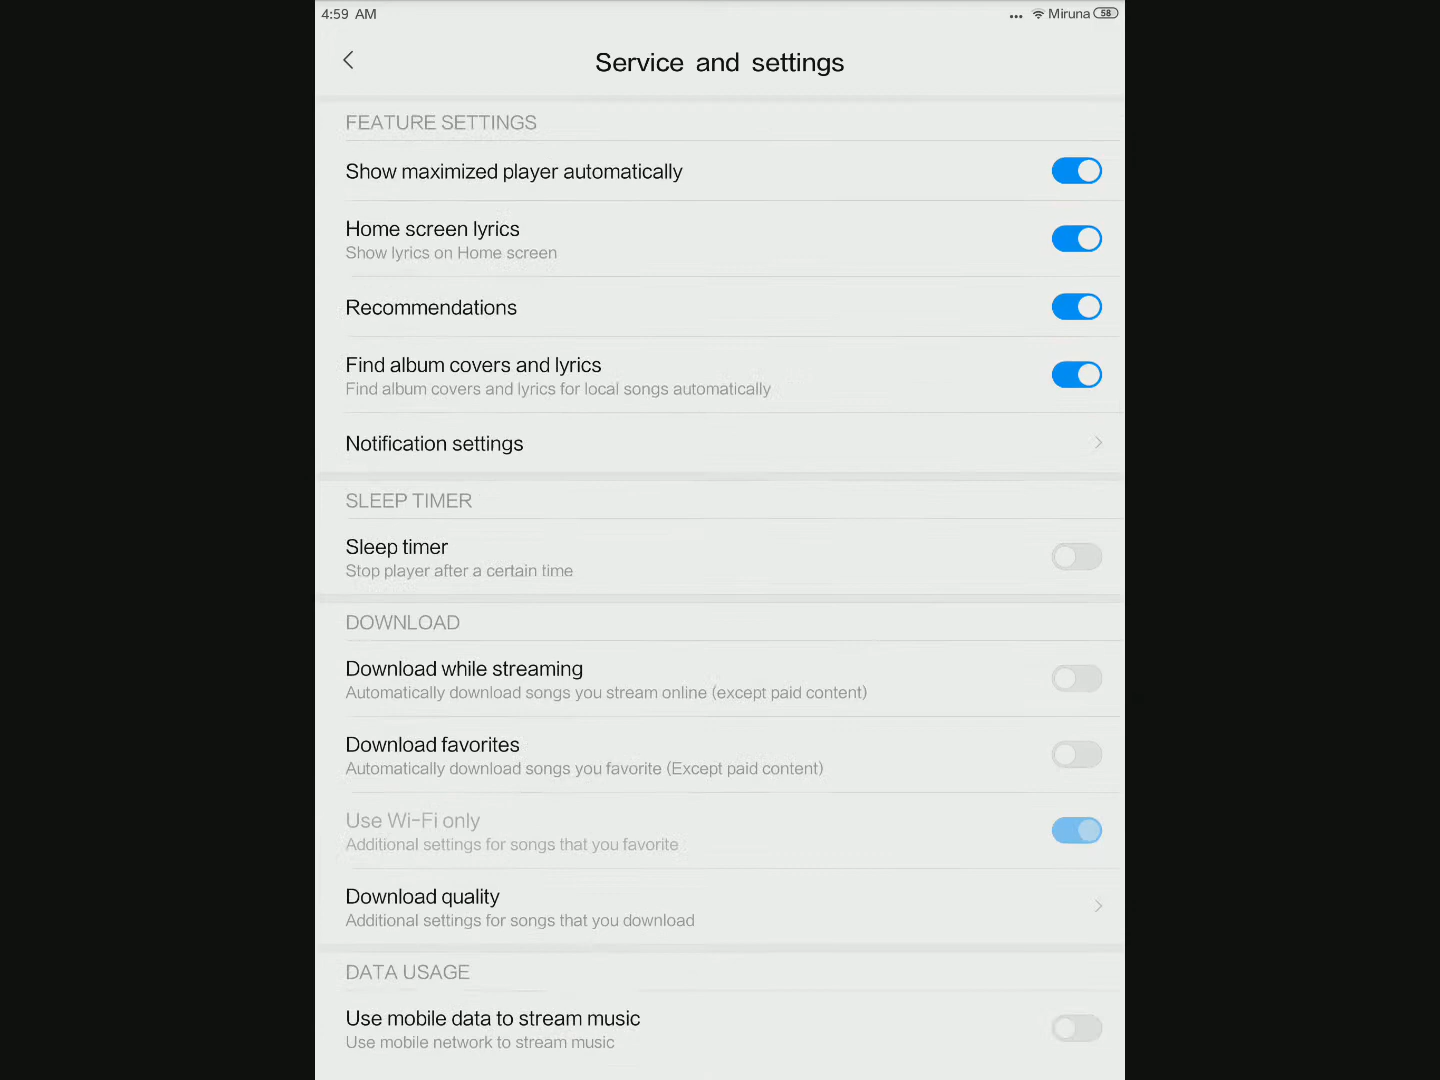 4:59 AM
... Miruna 58
Service and settings
FEATURE SETTINGS
Show maximized player automatically
Home screen lyrics
Show lyrics on Home screen
Recommendations
Find album covers and lyrics
Find album covers and lyrics for local songs automatically
Notification settings
SLEEP TIMER
Sleep timer
Stop player after a certain time
DOWNLOAD
Download while streaming
Automatically download songs you stream online (except paid content)
Download favorites
Automatically download songs you favorite (Except paid content)
Use Wi-Fi only
Additional settings for songs that you favorite
Download quality
Additional settings for songs that you download
DATA USAGE
Use mobile data to stream music
Use mobile network to stream music